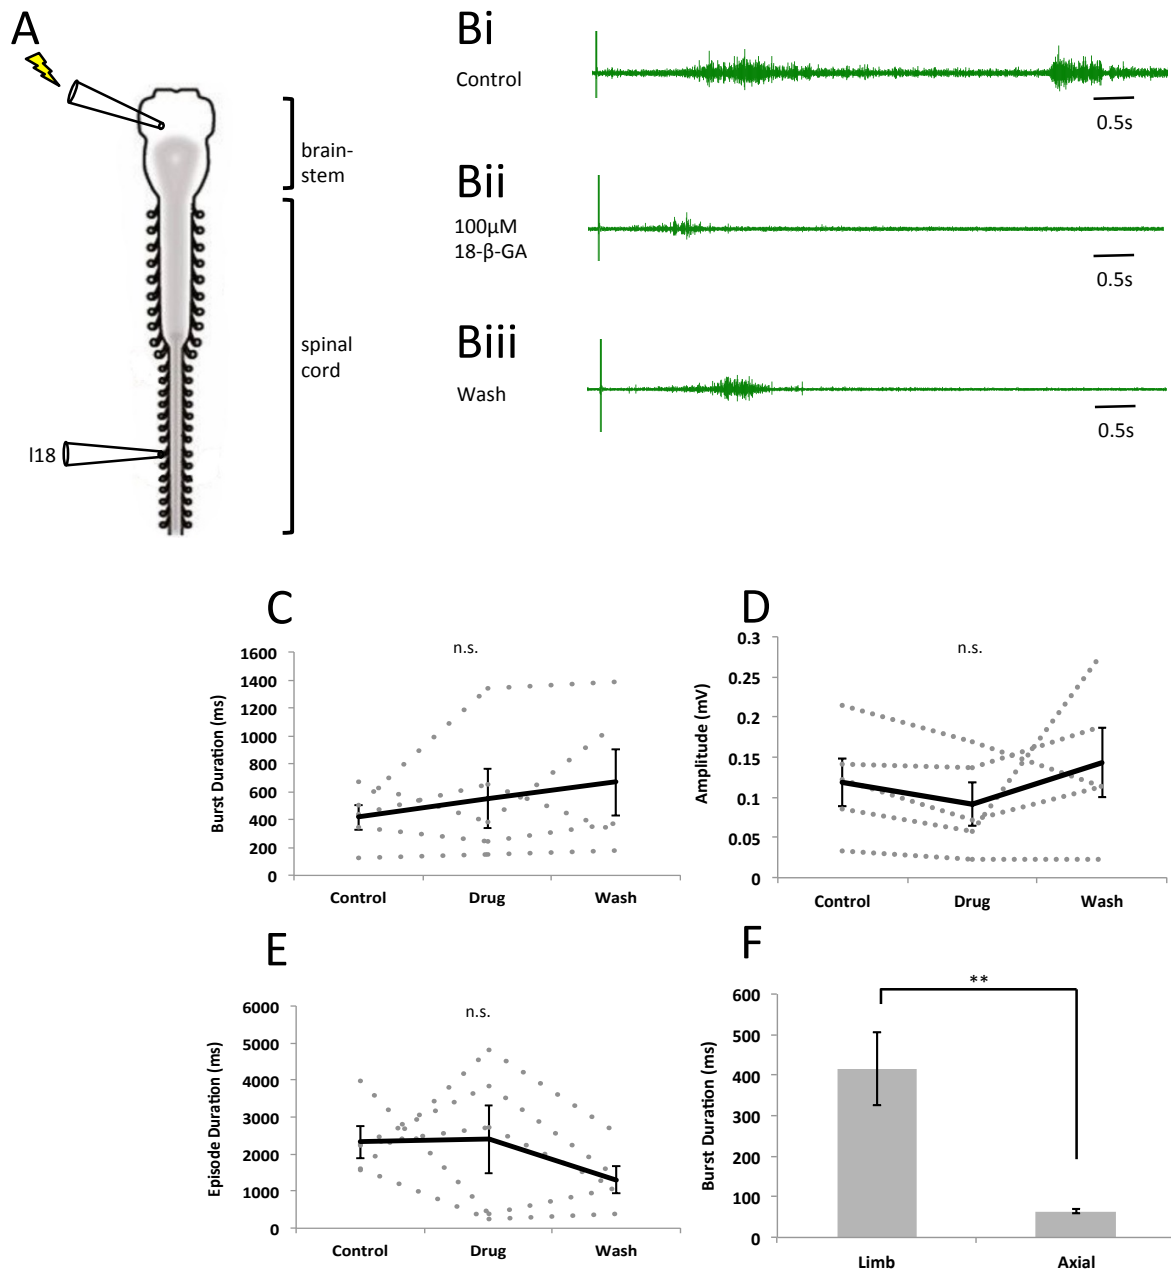 A
brain-
stem
spinal
cord
l18
Bi
Control
0.5s
Bii
100μM
18-β-GA
0.5s
Biii
Wash
0.5s
C
n.s.
Burst Duration (ms)
1600
1400
1200
1000
800
600
400
200
0
Control Drug Wash
D
n.s.
Amplitude (mV)
0.3
0.25
0.2
0.15
0.1
0.05
0
Control Drug Wash
E
n.s.
Episode Duration (ms)
6000
5000
4000
3000
2000
1000
0
Control Drug Wash
F
**
Burst Duration (ms)
600
500
400
300
200
100
0
Limb Axial